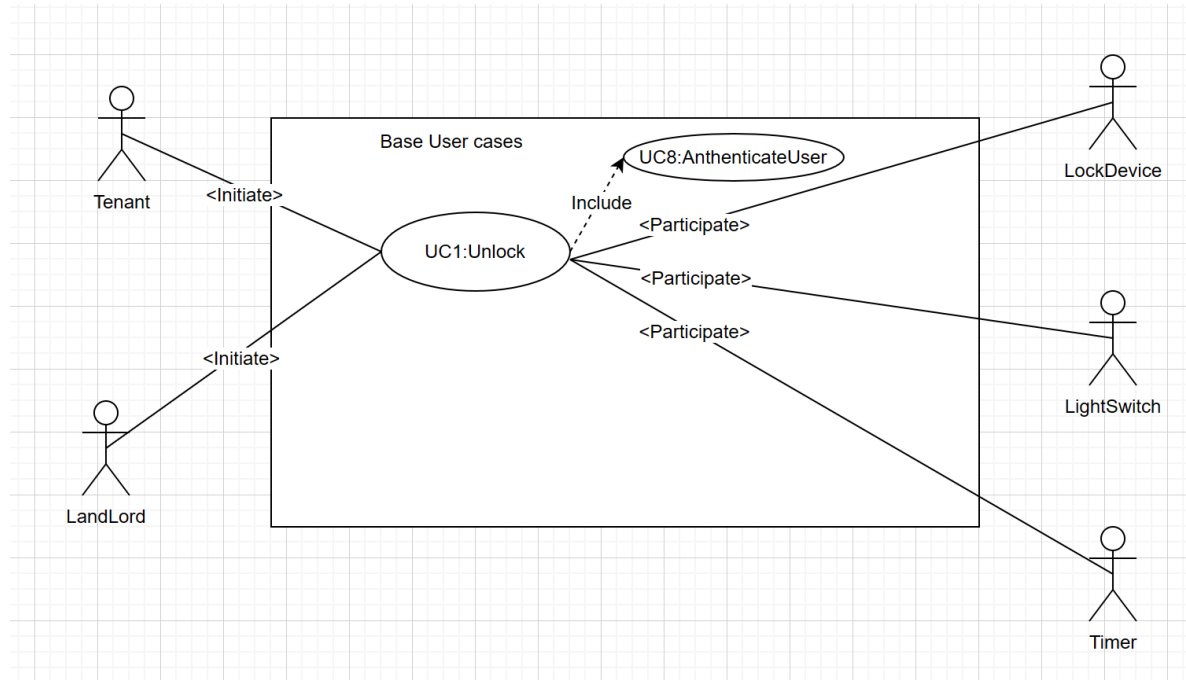 Base User cases
UC8:AnthenticateUser
LockDevice
Tenant
<Initiate>
Include
<Participate>
UC1:Unlock
<Participate>
<Participate>
<Initiate>
LightSwitch
LandLord
Timer